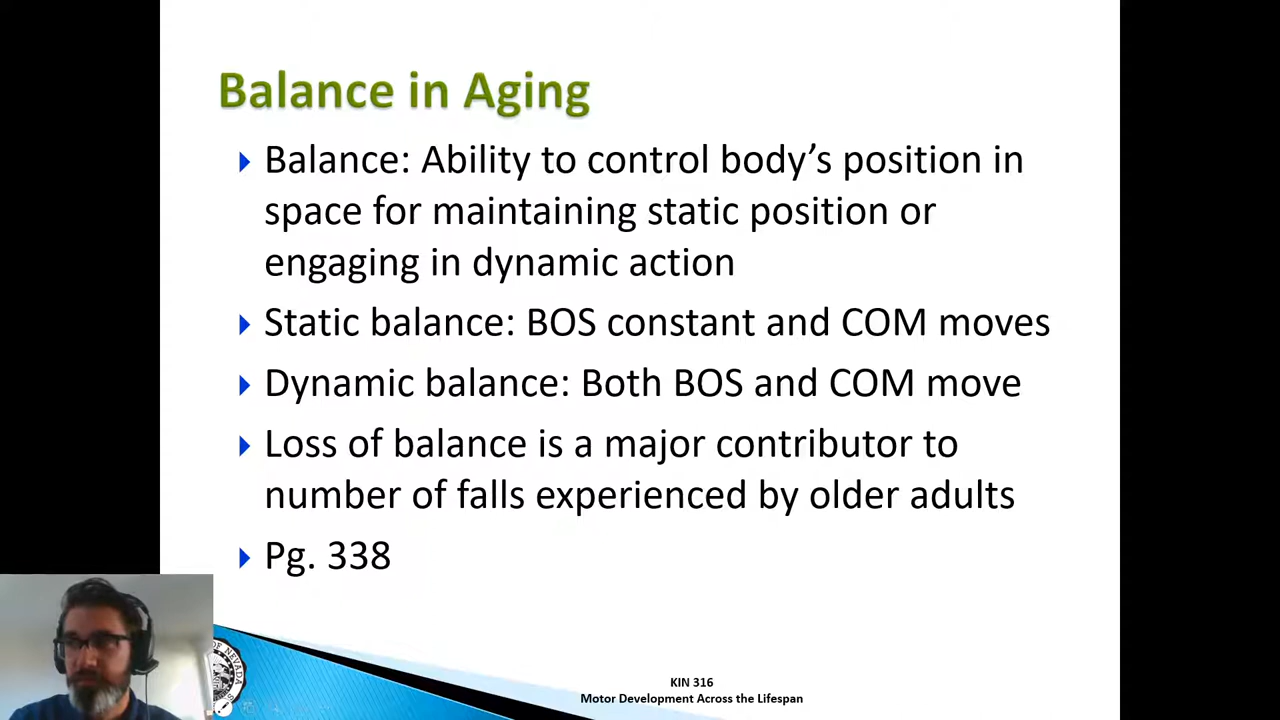 Balance in Aging
Balance: Ability to control body’s position in
space for maintaining static position or
engaging in dynamic action
Static balance: BOS constant and COM moves
Dynamic balance: Both BOS and COM move
Loss of balance is a major contributor to
number of falls experienced by older adults
Pg. 338
OF NEVADA
KIN 316
Motor Development Across the Lifespan